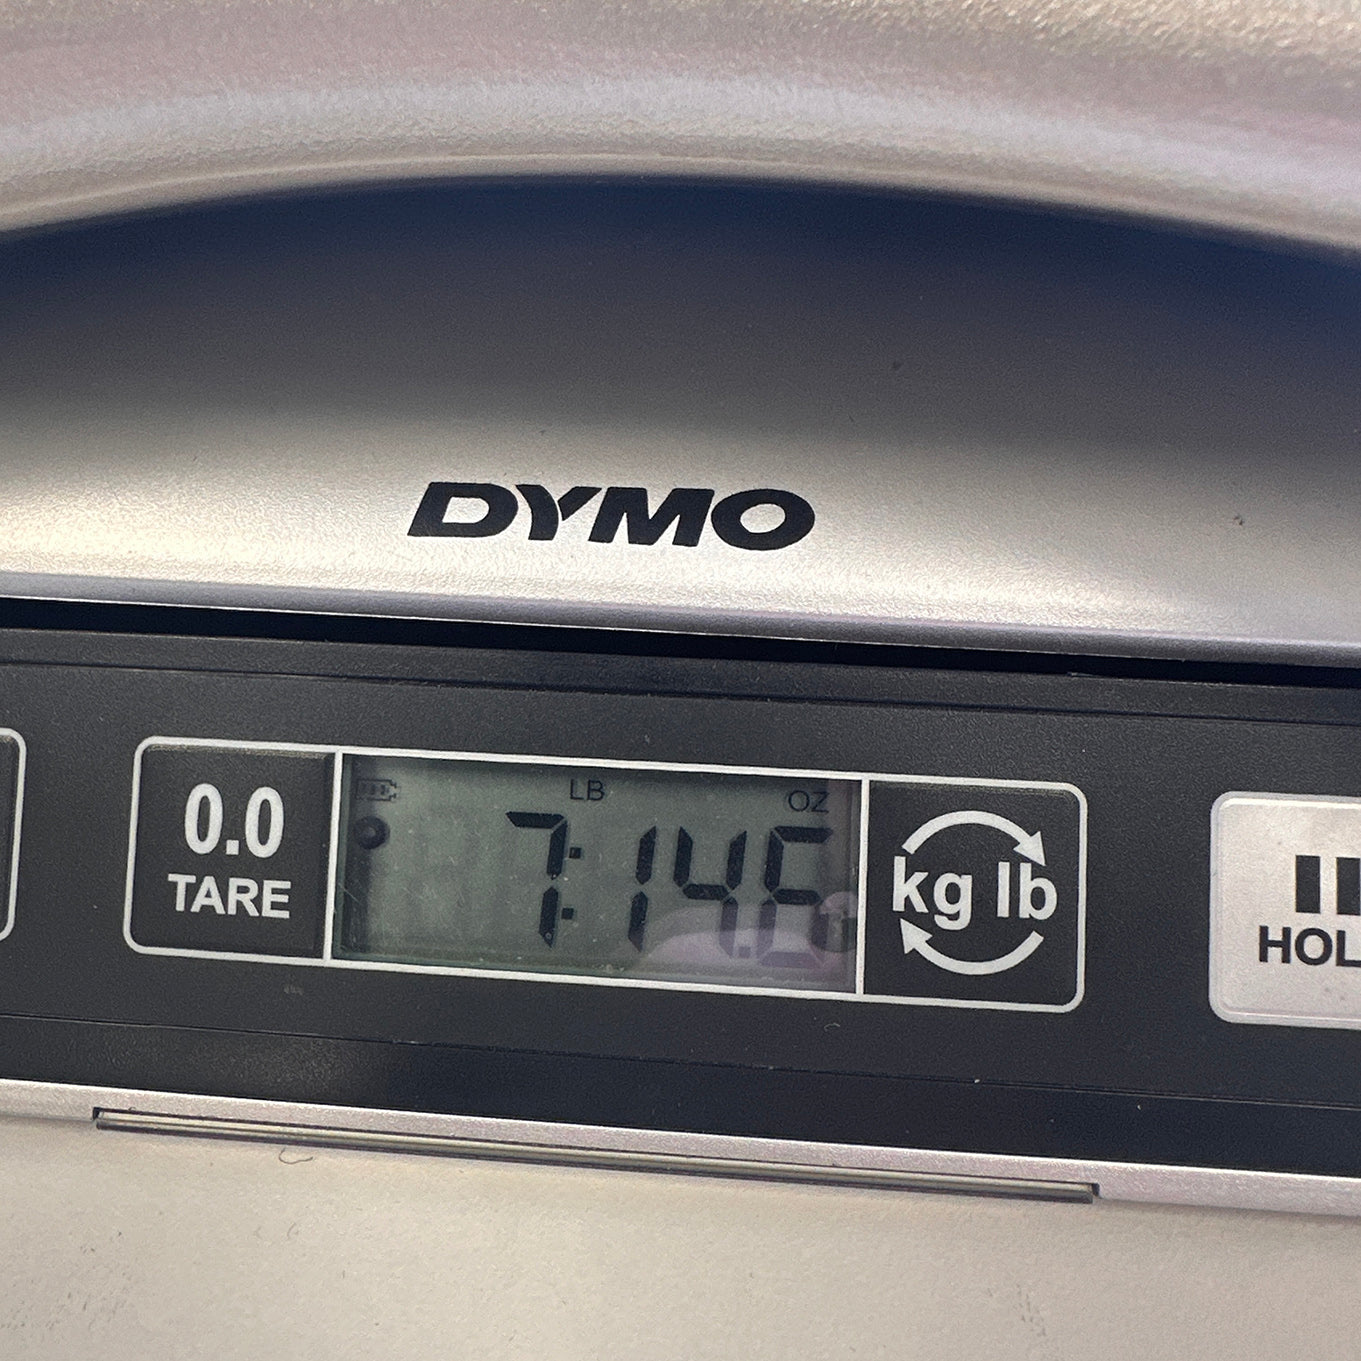 DYMO
0.0
TARE
LB
OZ
7:14.6
kg lb
HOL